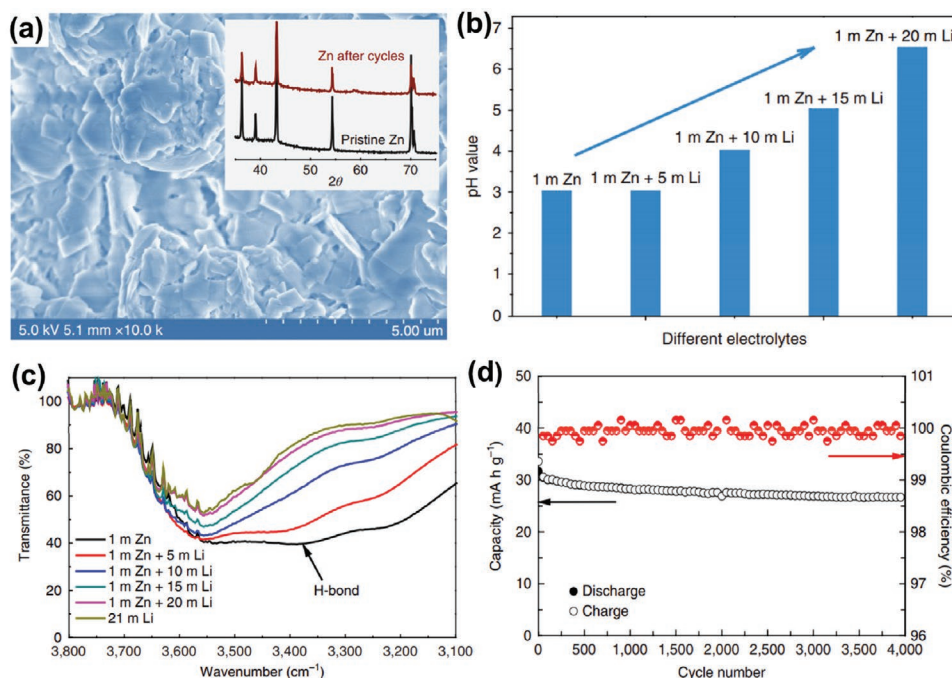 (a)
Zn after cycles
Pristine Zn
40 50 60 70
2θ
5.0 kV 5.1 mm ×10.0 k 5.00 um
(b)
pH value
7
6
5
4
3
2
1
0
1 m Zn
1 m Zn + 5 m Li
1 m Zn + 10 m Li
1 m Zn + 15 m Li
1 m Zn + 20 m Li
Different electrolytes
(c)
Transmittance (%)
100
80
60
40
20
0
1 m Zn
1 m Zn + 5 m Li
1 m Zn + 10 m Li
1 m Zn + 15 m Li
1 m Zn + 20 m Li
21 m Li
H-bond
3,800 3,700 3,600 3,500 3,400 3,300 3,200 3,100
Wavenumber (cm⁻¹)
(d)
Capacity (mA h g⁻¹)
50
40
30
20
10
0
Discharge
Charge
0 500 1,000 1,500 2,000 2,500 3,000 3,500 4,000
Cycle number
101
100
99
98
97
96
Coulombic efficiency
(%)